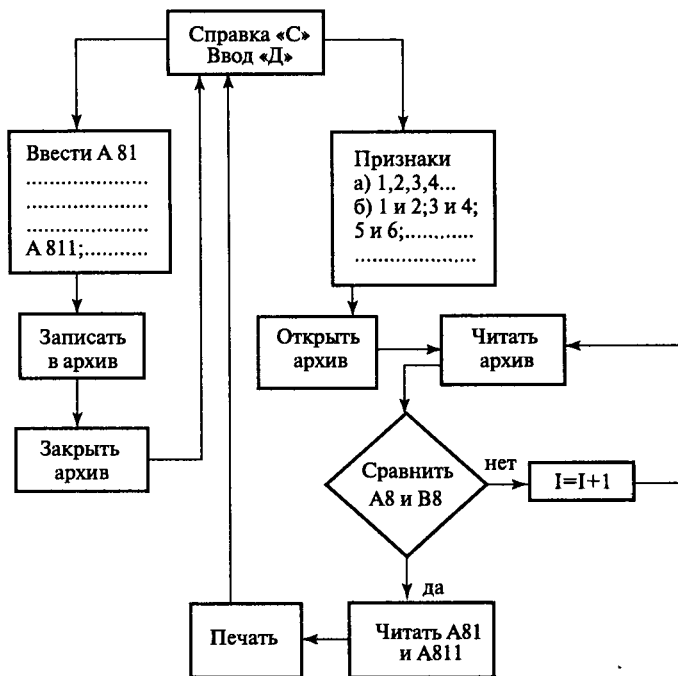 Справка «С»
Ввод «Д»
Ввести А 81
....................
....................
....................
А 811;............
Признаки
а) 1,2,3,4...
б) 1 и 2;3 и 4;
5 и 6;............
.....................
Записать
в архив
Открыть
архив
Читать
архив
Закрыть
архив
Сравнить
А8 и В8
нет
I=I+1
да
Печать
Читать А81
и А811